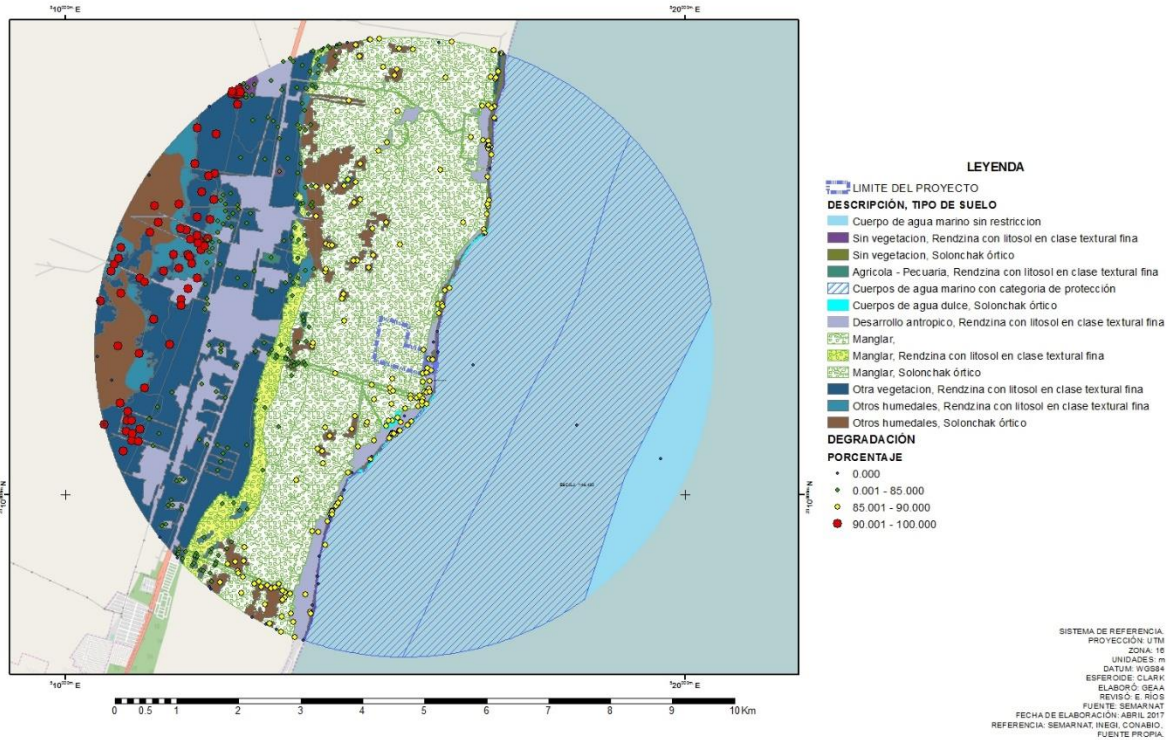 E
E
LEYENDA
LIMITE DEL PROYECTO
DESCRIPCIÓN, TIPO DE SUELO
Cuerpo de agua marino sin restriccion
Sin vegetacion, Rendzina con litosol en clase textural fina
Sin vegetacion, Solonchak órtico
Agricola - Pecuaria, Rendzina con litosol en clase textural fina
Cuerpos de agua marino con categoria de protección
Cuerpos de agua dulce, Solonchak órtico
Desarrollo antropico, Rendzina con litosol en clase textural fina
Manglar,
Manglar, Rendzina con litosol en clase textural fina
Manglar, Solonchak órtico
Otra vegetacion, Rendzina con litosol en clase textural fina
Otros humedales, Rendzina con litosol en clase textural fina
Otros humedales, Solonchak órtico
DEGRADACIÓN
PORCENTAJE
0.000
0.001 - 85.000
85.001 - 90.000
90.001 - 100.000
N
N
E
E
0 0.5 1 2 3 4 5 6 7 8 9 10 Km
SISTEMA DE REFERENCIA.
PROYECCIÓN: UTM
ZONA: 16
UNIDADES: m
DATUM: WGS84
ESFEROIDE: CLARK
ELABORÓ: GEAA
REVISÓ: E. RÍOS
FUENTE: SEMARNAT
FECHA DE ELABORACIÓN: ABRIL 2017
REFERENCIA: SEMARNAT, INEGI, CONABIO,
FUENTE PROPIA.